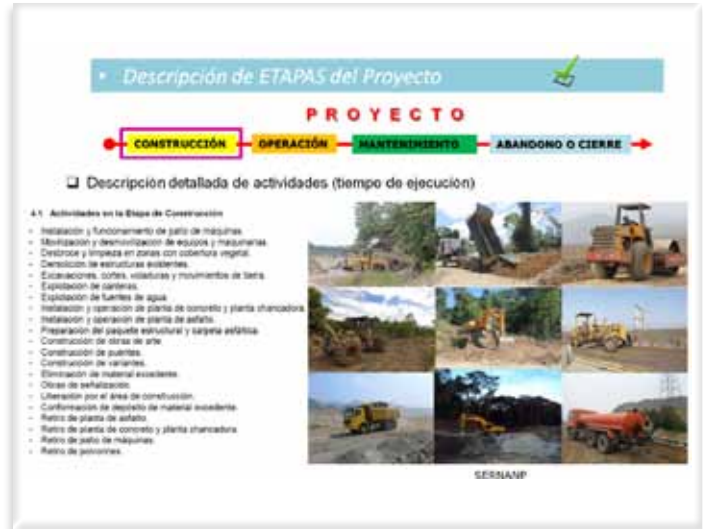 • Descripción de ETAPAS del Proyecto
PROYECTO
CONSTRUCCIÓN OPERACIÓN MANTENIMIENTO ABANDONO O CIERRE
❑ Descripción detallada de actividades (tiempo de ejecución)
4.1 Actividades en la Etapa de Construcción
- Instalación y funcionamiento de patio de máquinas.
- Movilización y desmovilización de equipos y maquinarias.
- Desbroce y limpieza en zonas con cobertura vegetal.
- Demolición de estructuras existentes.
- Excavaciones, cortes, voladuras y movimientos de tierra.
- Explotación de canteras.
- Explotación de fuentes de agua.
- Instalación y operación de planta de concreto y planta chancadora.
- Instalación y operación de planta de asfalto.
- Preparación del paquete estructural y carpeta asfáltica.
- Construcción de obras de arte.
- Construcción de puentes.
- Construcción de variantes.
- Eliminación de material excedente.
- Obras de señalización.
- Liberación por el área de construcción.
- Conformación de depósito de material excedente.
- Retiro de planta de asfalto.
- Retiro de planta de concreto y planta chancadora.
- Retiro de patio de máquinas.
- Retiro de polvorines.
SERNANP